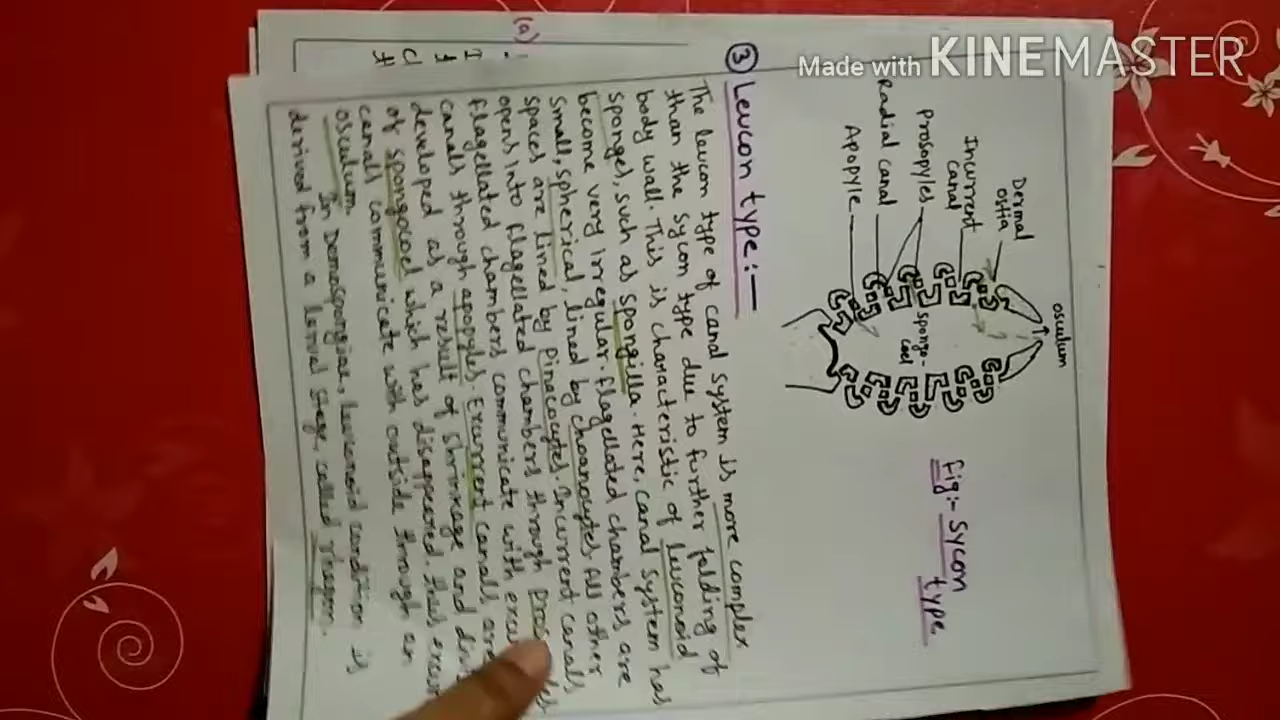 Made with KINEMASTER
osculum
Dermal
ostia
Incurrent
canal
Prosopyles
Radial canal
Apopyle
Spongo-
coel
Fig:- Sycon type
③ Leucon type:-
The leucon type of canal system is more complex
than the sycon type due to further folding of
body wall. This is characteristic of leuconoid
sponges, such as spongilla. Here, canal system has
become very irregular. flagellated chambers are
small, spherical, lined by choanocytes. All other
spaces are lined by Pinacocytes. Incurrent canals
opens into flagellated chambers through
flagellated chambers communicate with
canals through apopyles. Excurrent canals are
developed as a result of shrinkage and
of spongocoel which has disappeared. thus
canals communicate with outside through an
osculum.
In Demospongiae, leuconoid condition is
derived from a larval stage, called rhagon.
(a)